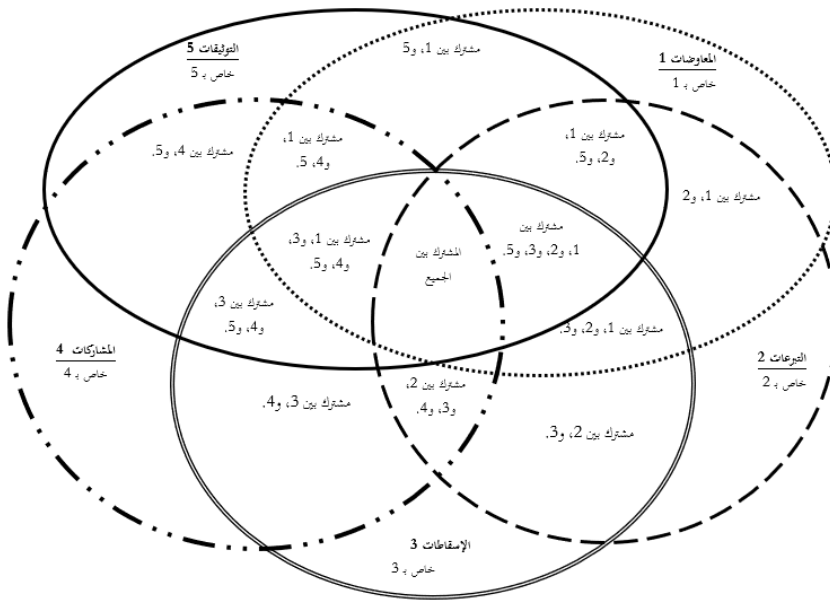 مشترك بين 1، و5
المعاوضات 1
خاص بـ 1
التوثيقات 5
خاص بـ 5
مشترك بين 1،
و2، و5.
مشترك بين 1،
و4، 5.
مشترك بين 4، و5.
مشترك بين 1، و2
مشترك بين
1، و2، و3، و5.
المشترك بين
الجميع
مشترك بين 1، و3،
و4، و5.
مشترك بين 3،
و4، و5.
مشترك بين 1، و2، و3.
التبرعات 2
خاص بـ 2
المشاركات 4
خاص بـ 4
مشترك بين 2،
و3، و4.
مشترك بين 3، و4.
مشترك بين 2، و3.
الإسقاطات 3
خاص بـ 3